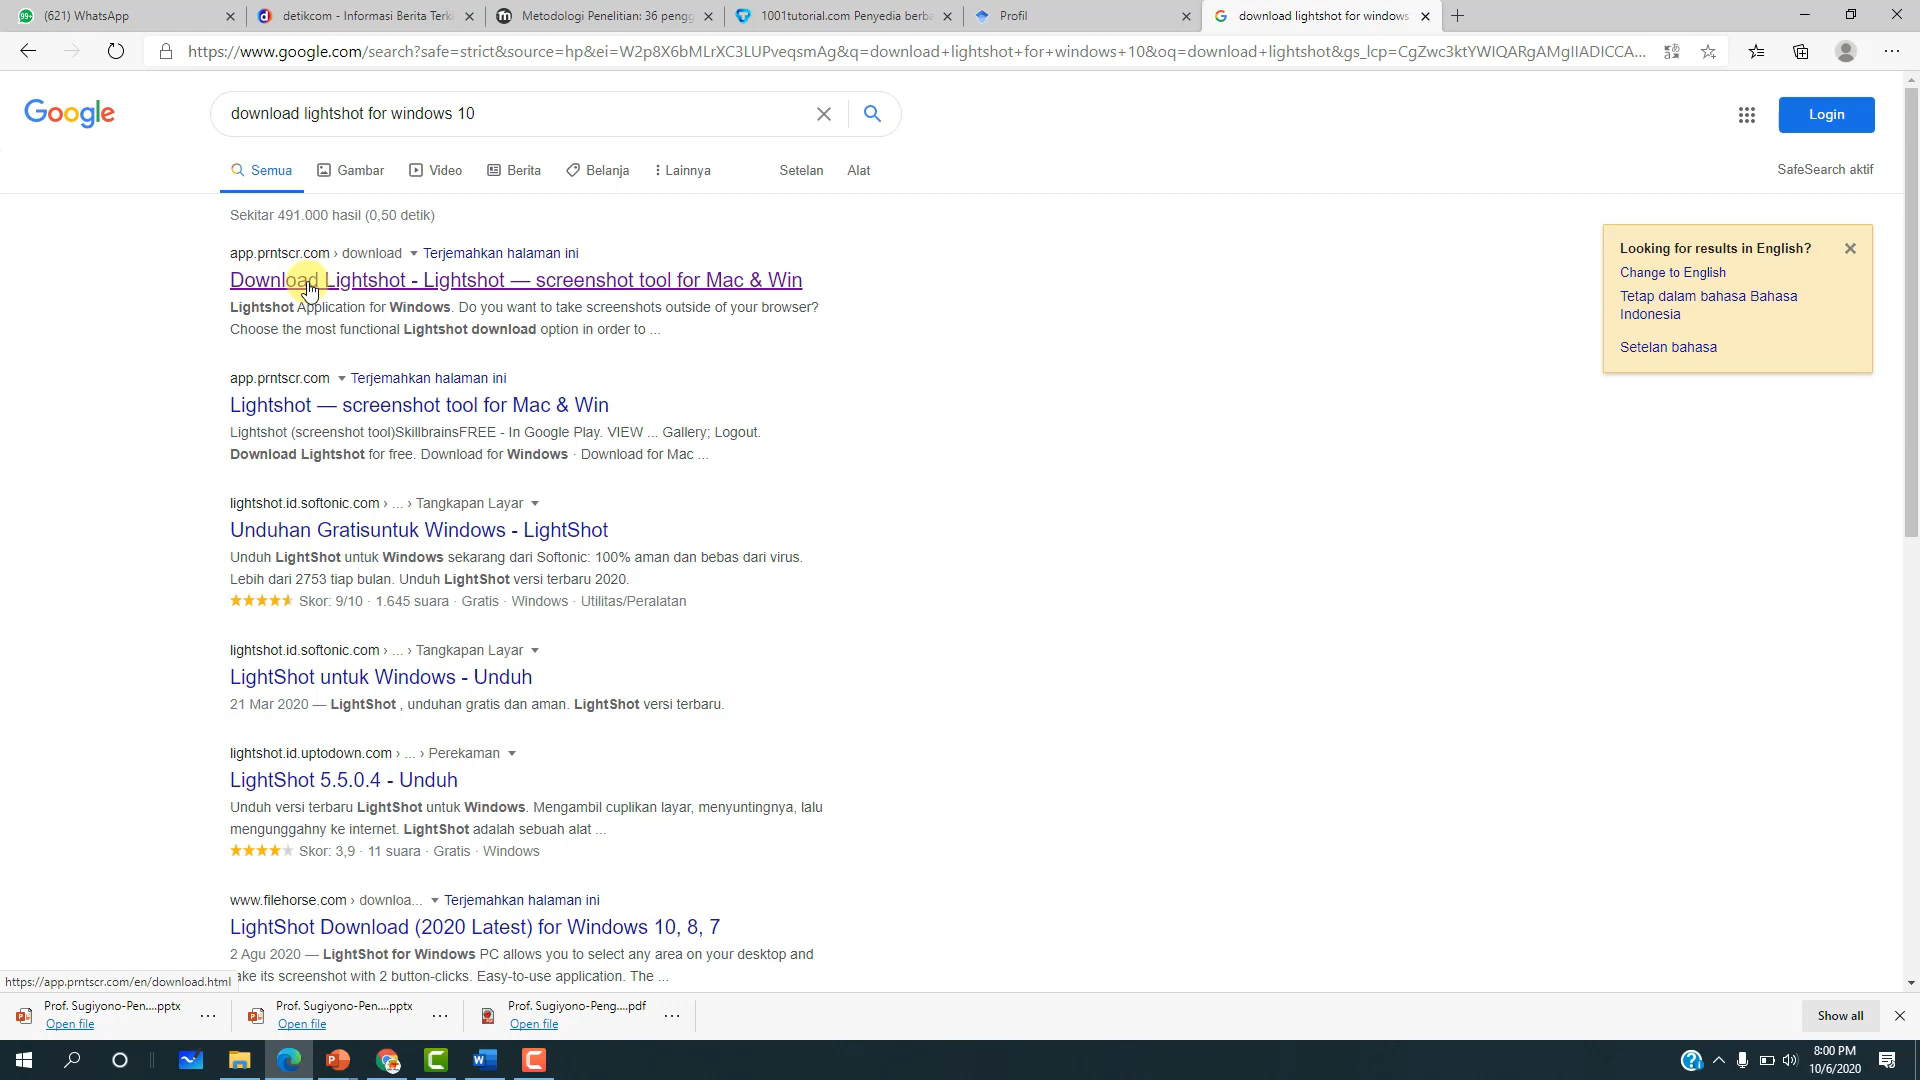 (621) WhatsApp
detikcom - Informasi Berita Terki
Metodologi Penelitian: 36 pengg
1001tutorial.com Penyedia berba
Profil
download lightshot for windows
https://www.google.com/search?safe=strict&source=hp&ei=W2p8X6bMLrXC3LUPveqsmAg&q=download+lightshot+for+windows+10&oq=download+lightshot&gs_lcp=CgZwc3ktYWIQARgAMgIIADICCA...
Google
download lightshot for windows 10
Login
Semua Gambar Video Berita Belanja Lainnya Setelan Alat
SafeSearch aktif
Sekitar 491.000 hasil (0,50 detik)
app.prntscr.com › download Terjemahkan halaman ini
Download Lightshot - Lightshot — screenshot tool for Mac & Win
Lightshot Application for Windows. Do you want to take screenshots outside of your browser?
Choose the most functional Lightshot download option in order to ...
app.prntscr.com Terjemahkan halaman ini
Lightshot — screenshot tool for Mac & Win
Lightshot (screenshot tool)SkillbrainsFREE - In Google Play. VIEW ... Gallery; Logout.
Download Lightshot for free. Download for Windows · Download for Mac ...
lightshot.id.softonic.com › ... › Tangkapan Layar
Unduhan Gratisuntuk Windows - LightShot
Unduh LightShot untuk Windows sekarang dari Softonic: 100% aman dan bebas dari virus.
Lebih dari 2753 tiap bulan. Unduh LightShot versi terbaru 2020.
Skor: 9/10 · 1.645 suara · Gratis · Windows · Utilitas/Peralatan
lightshot.id.softonic.com › ... › Tangkapan Layar
LightShot untuk Windows - Unduh
21 Mar 2020 — LightShot , unduhan gratis dan aman. LightShot versi terbaru.
lightshot.id.uptodown.com › ... › Perekaman
LightShot 5.5.0.4 - Unduh
Unduh versi terbaru LightShot untuk Windows. Mengambil cuplikan layar, menyuntingnya, lalu
mengunggahny ke internet. LightShot adalah sebuah alat ...
Skor: 3,9 · 11 suara · Gratis · Windows
www.filehorse.com › downloa... Terjemahkan halaman ini
LightShot Download (2020 Latest) for Windows 10, 8, 7
2 Agu 2020 — LightShot for Windows PC allows you to select any area on your desktop and
ake its screenshot with 2 button-clicks. Easy-to-use application. The ...
Looking for results in English?
Change to English
Tetap dalam bahasa Bahasa
Indonesia
Setelan bahasa
https://app.prntscr.com/en/download.html
Prof. Sugiyono-Pen....pptx
Open file
Prof. Sugiyono-Pen....pptx
Open file
Prof. Sugiyono-Peng....pdf
Open file
Show all
8:00 PM
10/6/2020